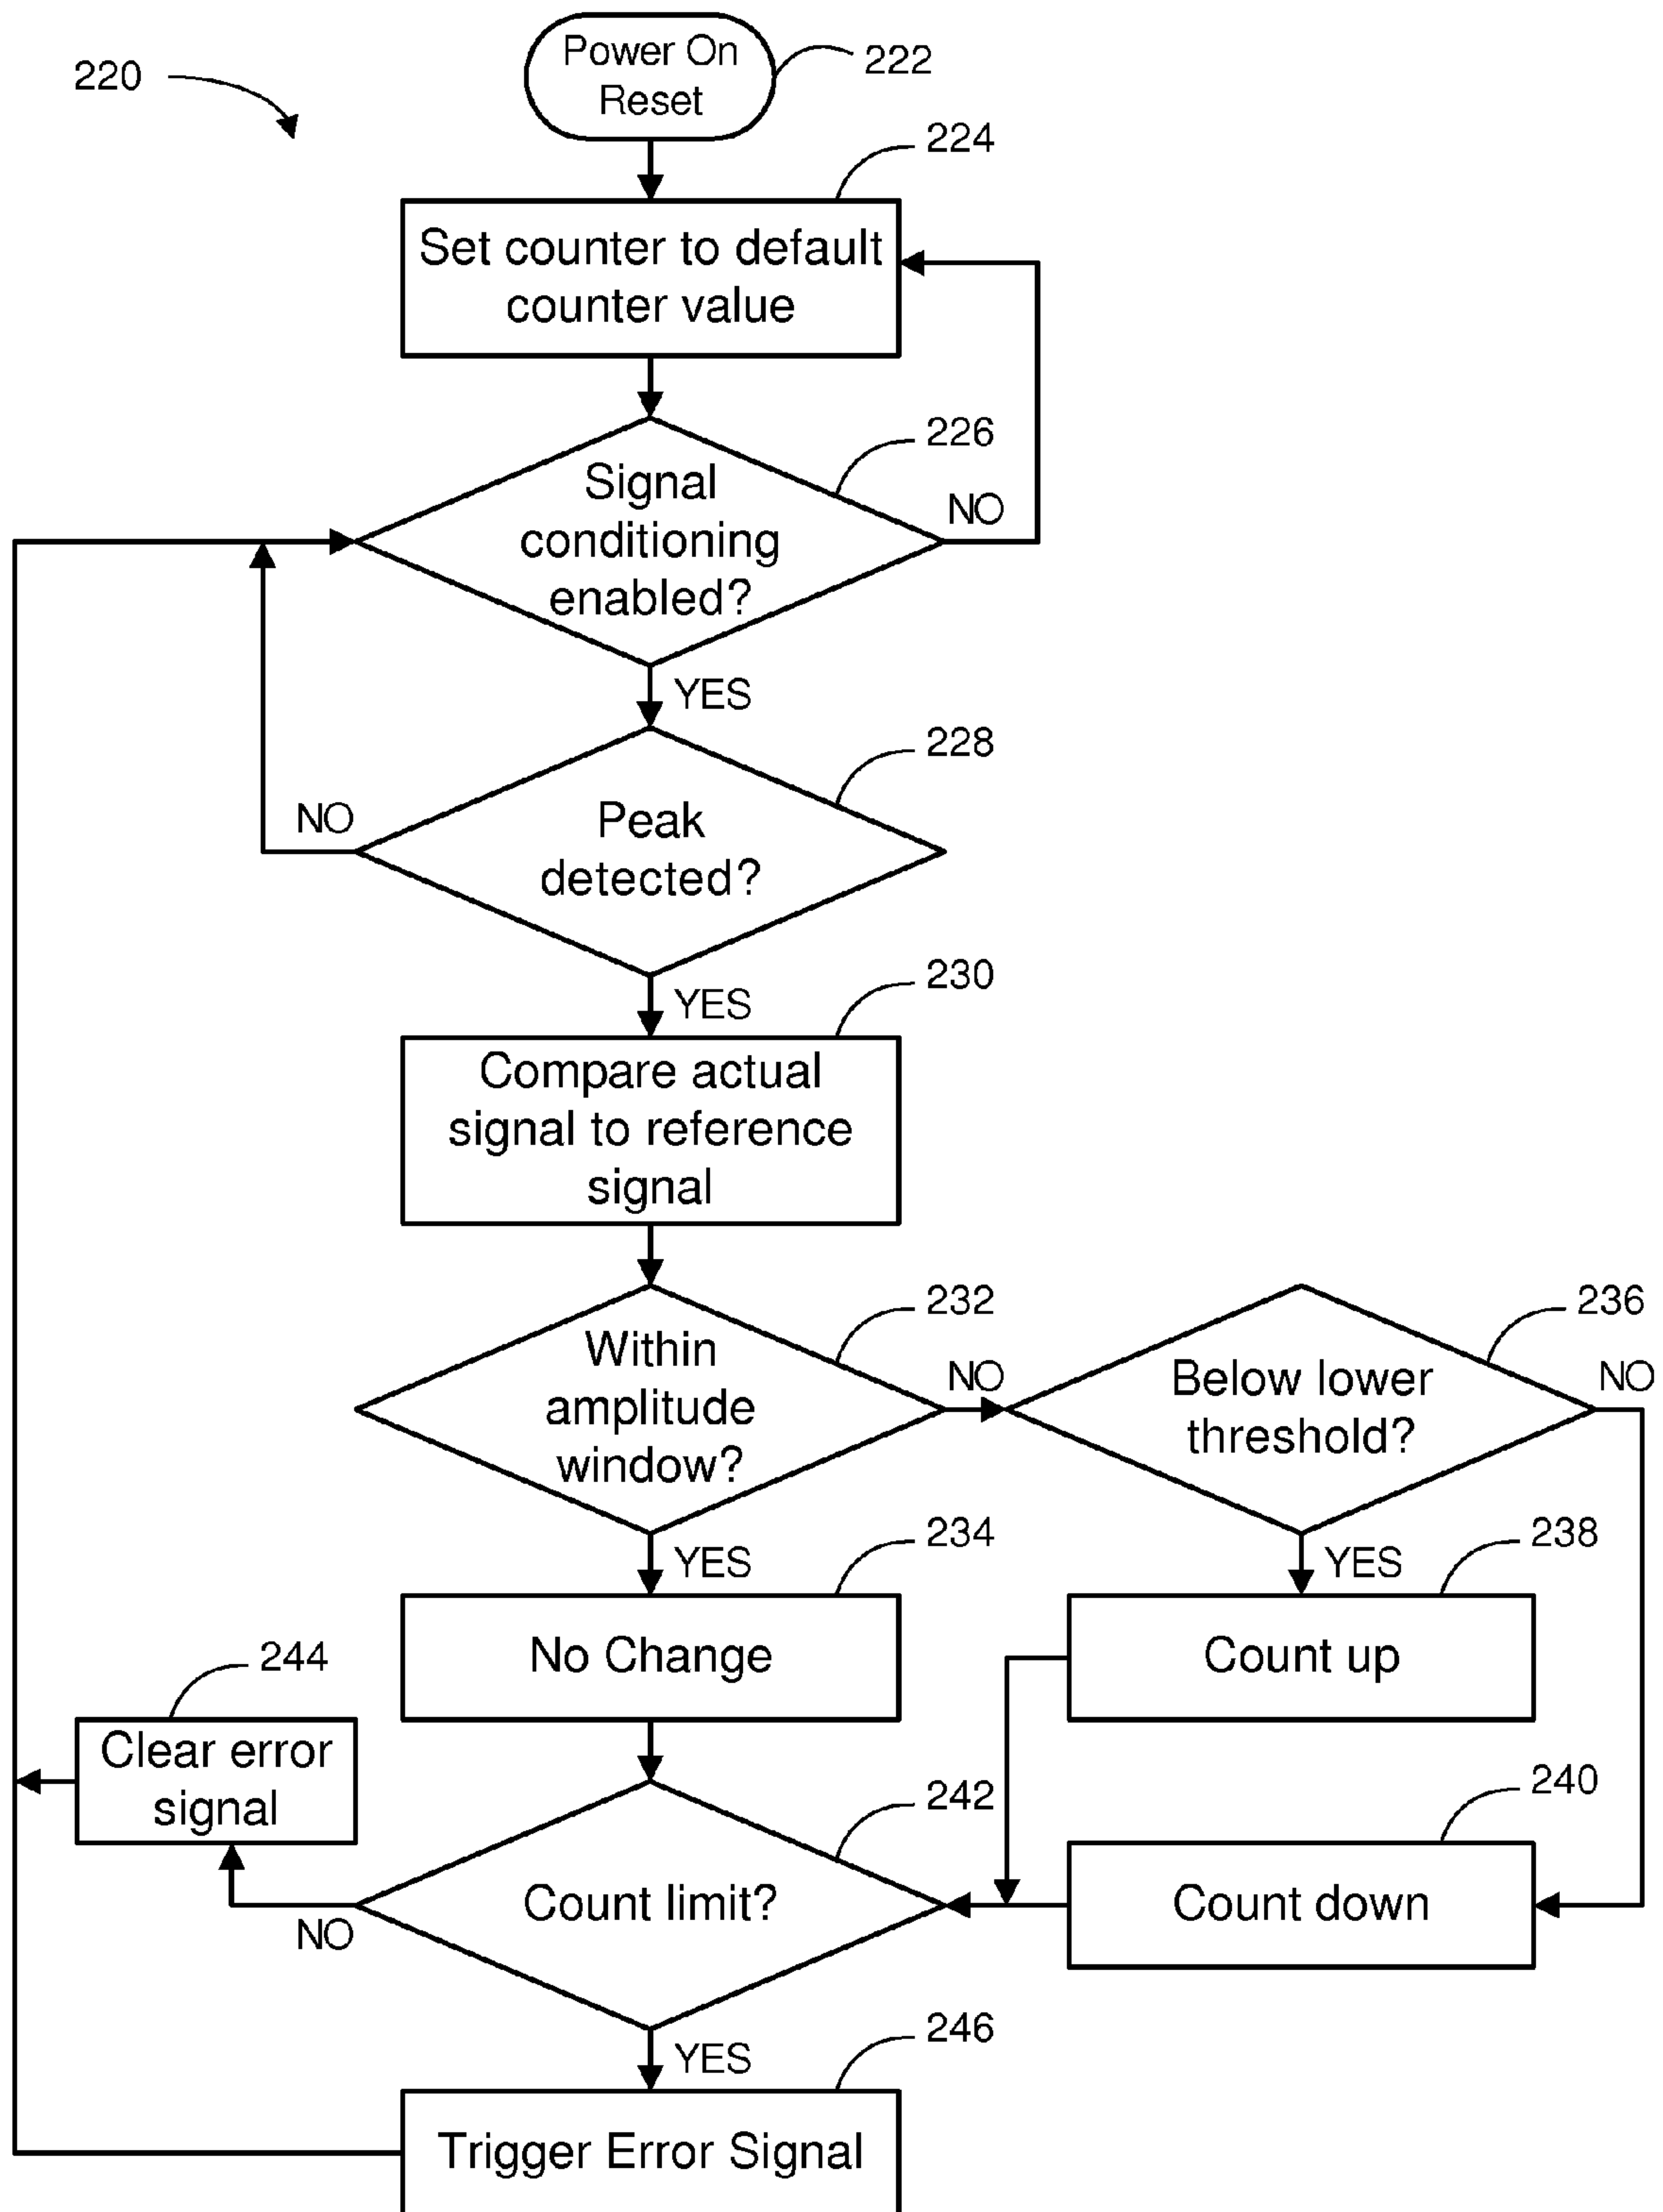 220
Power On
Reset
222
224
Set counter to default
counter value
226
Signal
conditioning
enabled?
NO
YES
228
Peak
detected?
NO
YES
230
Compare actual
signal to reference
signal
232
Within
amplitude
window?
NO
YES
236
Below lower
threshold?
NO
YES
234
No Change
238
Count up
244
Clear error
signal
242
Count limit?
NO
YES
240
Count down
246
Trigger Error Signal